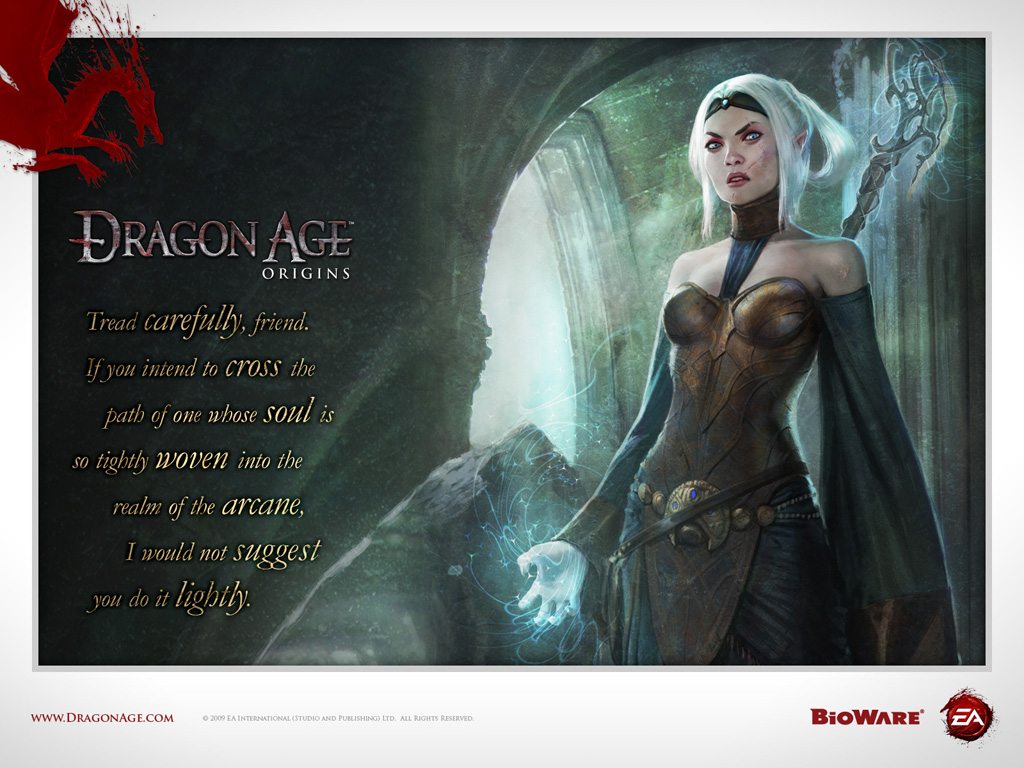 DRAGON AGE™
ORIGINS
Tread carefully, friend.
If you intend to cross the
path of one whose soul is
so tightly woven into the
realm of the arcane,
I would not suggest
you do it lightly.
www.DragonAge.com
© 2009 EA International (Studio and Publishing) Ltd. All Rights Reserved.
BIOWARE®
EA